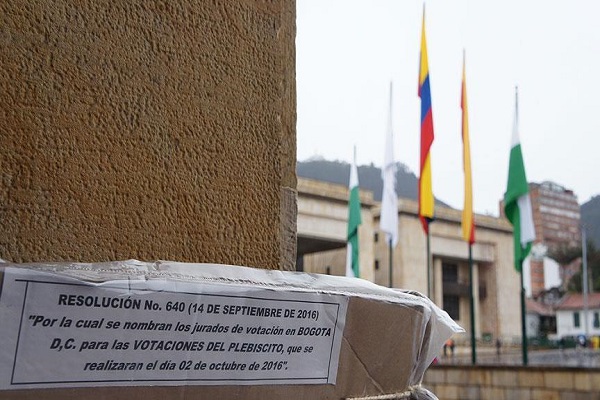 RESOLUCIÓN No. 640 (14 DE SEPTIEMBRE DE 2016)
"Por la cual se nombran los jurados de votación en BOGOTA
D,C. para las VOTACIONES DEL PLEBISCITO, que se
realizaran el día 02 de octubre de 2016".